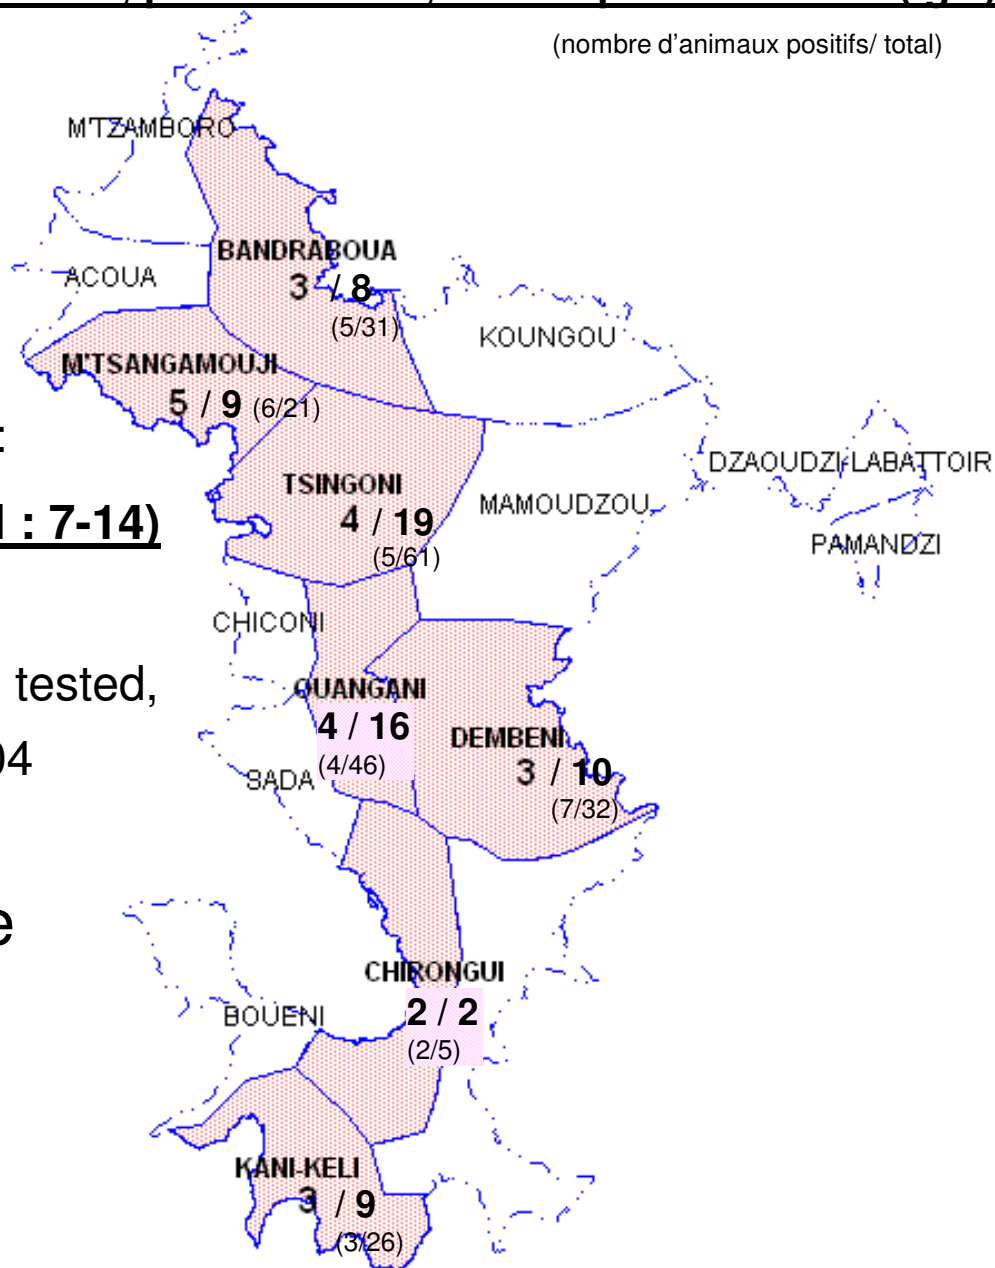 (nombre d'animaux positifs/ total)
M'TZAMBORO
BANDRABOUA
3 / 8
(5/31)
ACOUA
KOUNGOU
M'TSANGAMOUJI
5 / 9 (6/21)
:
DZAOUDZI-LABATTOIR
TSINGONI
4 / 19
(5/61)
MAMOUDZOU
: 7-14)
PAMANDZI
CHICONI
tested,
OUANGANI
4 / 16
(4/46)
DEMBENI
3 / 10
(7/32)
SADA
04
e
CHIRONGUI
2 / 2
(2/5)
BOUENI
KANI-KELI
3 / 9
(3/26)